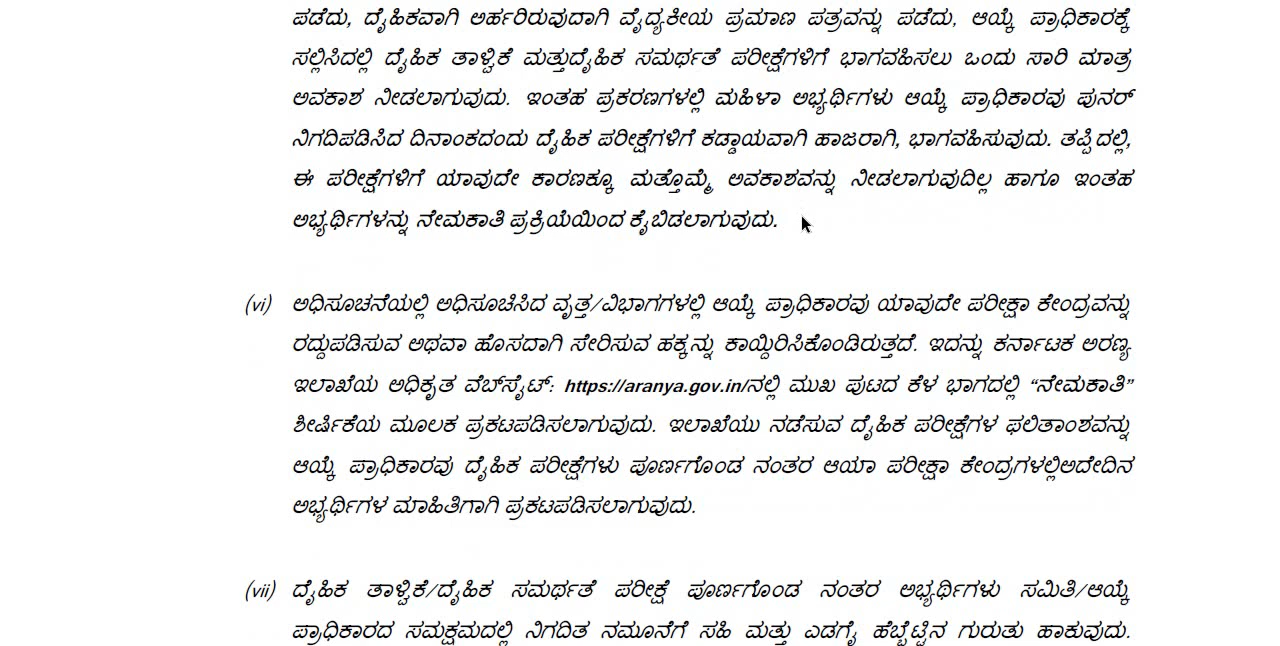 ಪಡೆದು, ದೈಹಿಕವಾಗಿ ಅರ್ಹರಿರುವುದಾಗಿ ವೈದ್ಯಕೀಯ ಪ್ರಮಾಣ ಪತ್ರವನ್ನು ಪಡೆದು, ಆಯ್ಕೆ ಪ್ರಾಧಿಕಾರಕ್ಕೆ
ಸಲ್ಲಿಸಿದಲ್ಲಿ ದೈಹಿಕ ತಾಳ್ವಿಕೆ ಮತ್ತುದೈಹಿಕ ಸಮರ್ಥತೆ ಪರೀಕ್ಷೆಗಳಿಗೆ ಭಾಗವಹಿಸಲು ಒಂದು ಸಾರಿ ಮಾತ್ರ
ಅವಕಾಶ ನೀಡಲಾಗುವುದು. ಇಂತಹ ಪ್ರಕರಣಗಳಲ್ಲಿ ಮಹಿಳಾ ಅಭ್ಯರ್ಥಿಗಳು ಆಯ್ಕೆ ಪ್ರಾಧಿಕಾರವು ಪುನರ್
ನಿಗದಿಪಡಿಸಿದ ದಿನಾಂಕದಂದು ದೈಹಿಕ ಪರೀಕ್ಷೆಗಳಿಗೆ ಕಡ್ಡಾಯವಾಗಿ ಹಾಜರಾಗಿ, ಭಾಗವಹಿಸುವುದು. ತಪ್ಪಿದಲ್ಲಿ,
ಈ ಪರೀಕ್ಷೆಗಳಿಗೆ ಯಾವುದೇ ಕಾರಣಕ್ಕೂ ಮತ್ತೊಮ್ಮೆ ಅವಕಾಶವನ್ನು ನೀಡಲಾಗುವುದಿಲ್ಲ ಹಾಗೂ ಇಂತಹ
ಅಭ್ಯರ್ಥಿಗಳನ್ನು ನೇಮಕಾತಿ ಪ್ರಕ್ರಿಯೆಯಿಂದ ಕೈಬಿಡಲಾಗುವುದು.
(vi) ಅಧಿಸೂಚನೆಯಲ್ಲಿ ಅಧಿಸೂಚಿಸಿದ ವೃತ್ತ/ವಿಭಾಗಗಳಲ್ಲಿ ಆಯ್ಕೆ ಪ್ರಾಧಿಕಾರವು ಯಾವುದೇ ಪರೀಕ್ಷಾ ಕೇಂದ್ರವನ್ನು
ರದ್ದುಪಡಿಸುವ ಅಥವಾ ಹೊಸದಾಗಿ ಸೇರಿಸುವ ಹಕ್ಕನ್ನು ಕಾಯ್ದಿರಿಸಿಕೊಂಡಿರುತ್ತದೆ. ಇದನ್ನು ಕರ್ನಾಟಕ ಅರಣ್ಯ
ಇಲಾಖೆಯ ಅಧಿಕೃತ ವೆಬ್‌ಸೈಟ್: https://aranya.gov.in/ನಲ್ಲಿ ಮುಖ ಪುಟದ ಕೆಳ ಭಾಗದಲ್ಲಿ “ನೇಮಕಾತಿ”
ಶೀರ್ಷಿಕೆಯ ಮೂಲಕ ಪ್ರಕಟಪಡಿಸಲಾಗುವುದು. ಇಲಾಖೆಯು ನಡೆಸುವ ದೈಹಿಕ ಪರೀಕ್ಷೆಗಳ ಫಲಿತಾಂಶವನ್ನು
ಆಯ್ಕೆ ಪ್ರಾಧಿಕಾರವು ದೈಹಿಕ ಪರೀಕ್ಷೆಗಳು ಪೂರ್ಣಗೊಂಡ ನಂತರ ಆಯಾ ಪರೀಕ್ಷಾ ಕೇಂದ್ರಗಳಲ್ಲಿಅದೇದಿನ
ಅಭ್ಯರ್ಥಿಗಳ ಮಾಹಿತಿಗಾಗಿ ಪ್ರಕಟಪಡಿಸಲಾಗುವುದು.
(vii) ದೈಹಿಕ ತಾಳ್ವಿಕೆ/ದೈಹಿಕ ಸಮರ್ಥತೆ ಪರೀಕ್ಷೆ ಪೂರ್ಣಗೊಂಡ ನಂತರ ಅಭ್ಯರ್ಥಿಗಳು ಸಮಿತಿ/ಆಯ್ಕೆ
ಪ್ರಾಧಿಕಾರದ ಸಮಕ್ಷಮದಲ್ಲಿ ನಿಗದಿತ ನಮೂನೆಗೆ ಸಹಿ ಮತ್ತು ಎಡಗೈ ಹೆಬ್ಬೆಟ್ಟಿನ ಗುರುತು ಹಾಕುವುದು.